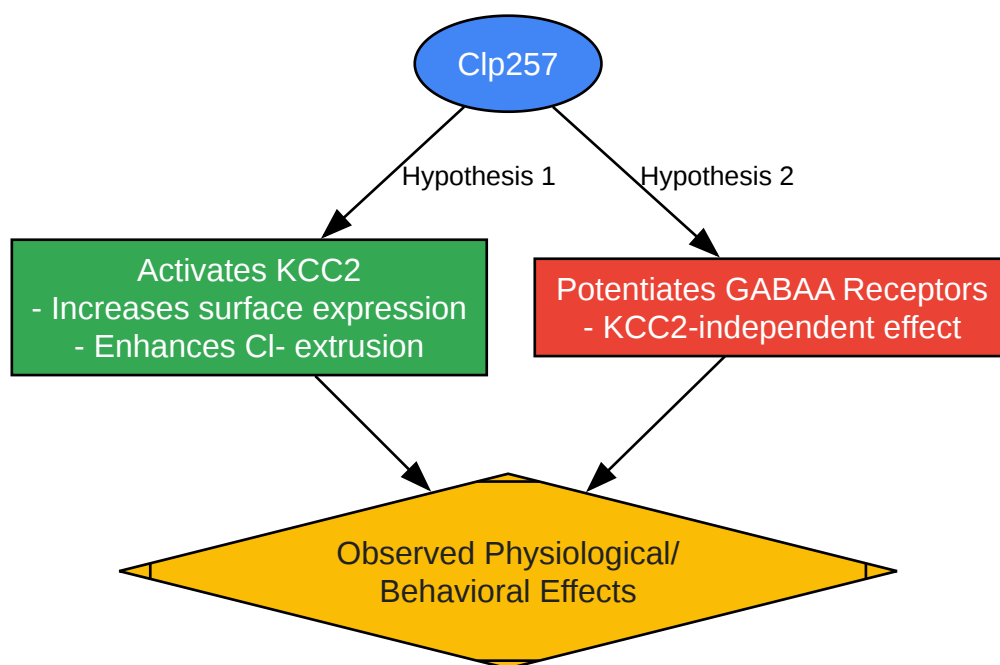 Clp257
Hypothesis 1
Hypothesis 2
Activates KCC2
- Increases surface expression
- Enhances Cl- extrusion
Potentiates GABAA Receptors
- KCC2-independent effect
Observed Physiological/
Behavioral Effects